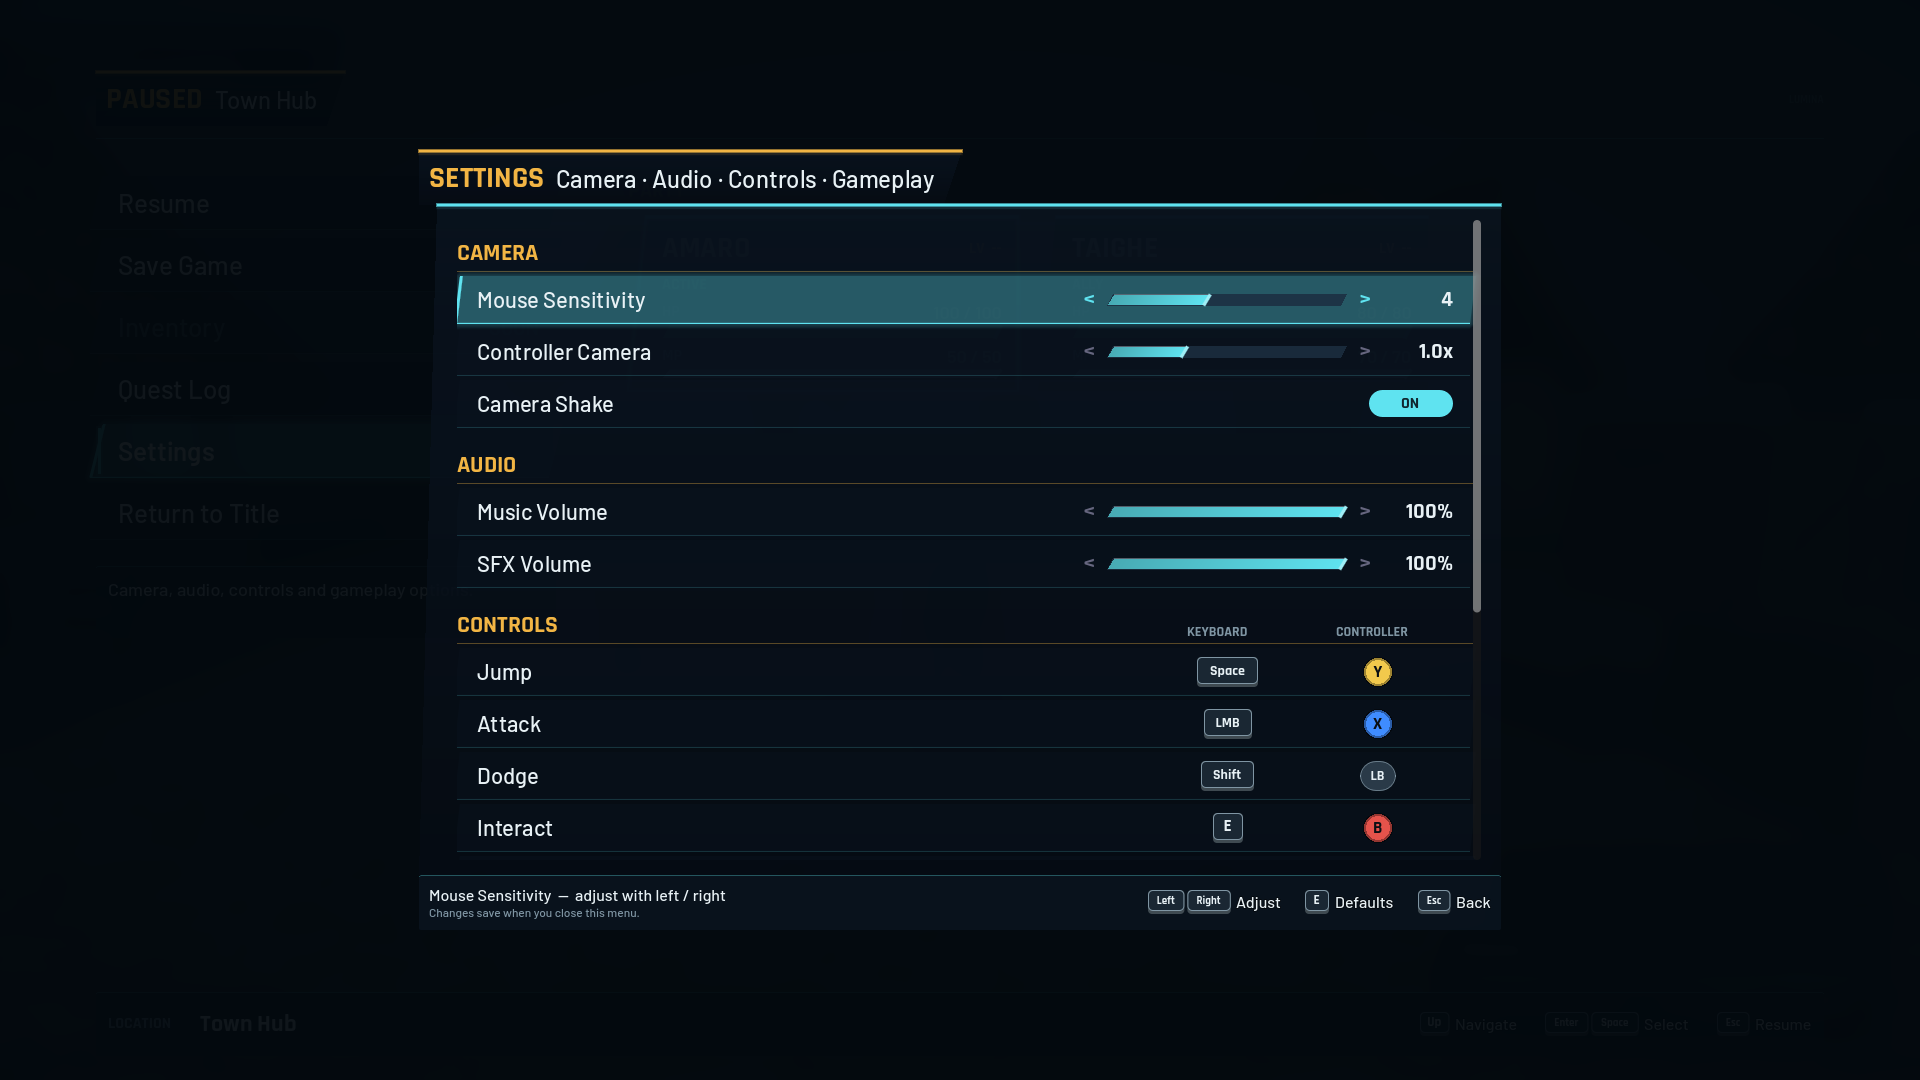 PAUSED Town Hub
SETTINGS Camera · Audio · Controls · Gameplay
Resume
Save Game
Inventory
Quest Log
Settings
Return to Title
Camera, audio, controls and gameplay op
CAMERA
Mouse Sensitivity < > 4
Controller Camera < > 1.0x
Camera Shake ON
AUDIO
Music Volume < > 100%
SFX Volume < > 100%
CONTROLS KEYBOARD CONTROLLER
Jump Space Y
Attack LMB X
Dodge Shift LB
Interact E B
Mouse Sensitivity — adjust with left / right
Changes save when you close this menu.
Left Right Adjust E Defaults Esc Back
LOCATION Town Hub
Up Navigate Enter Space Select Esc Resume